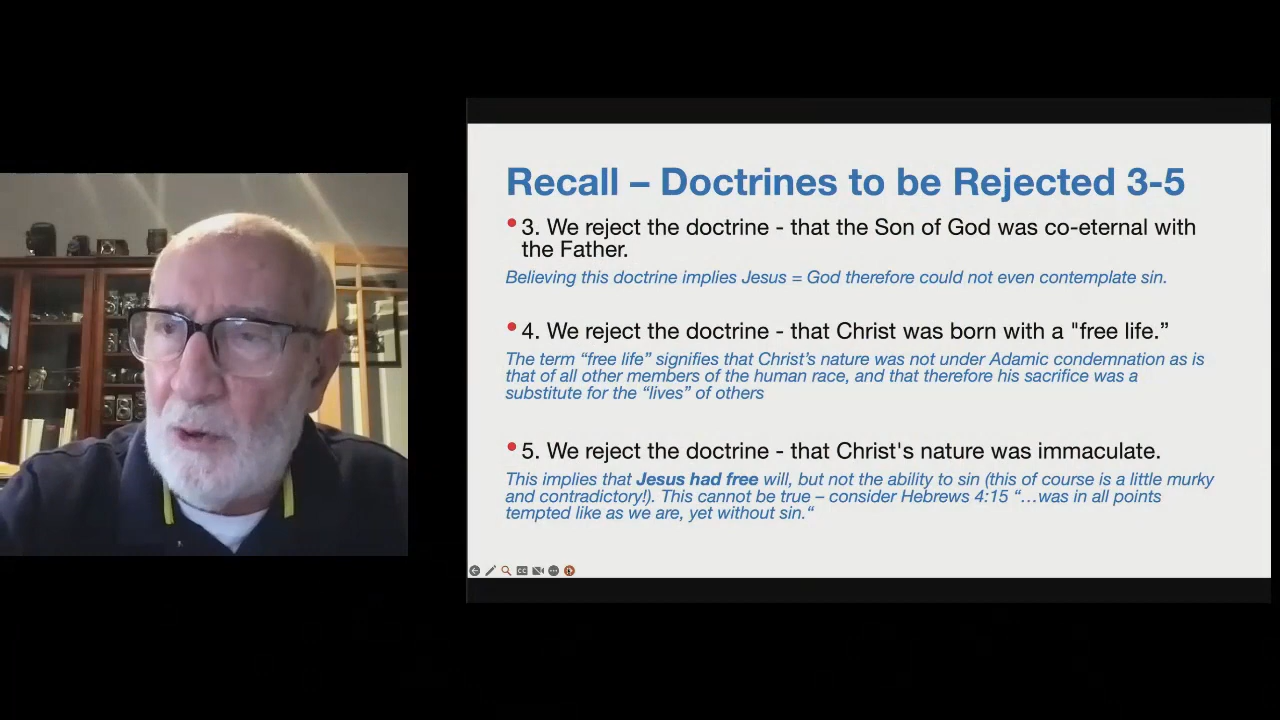 Recall – Doctrines to be Rejected 3-5
• 3. We reject the doctrine - that the Son of God was co-eternal with
the Father.
Believing this doctrine implies Jesus = God therefore could not even contemplate sin.
• 4. We reject the doctrine - that Christ was born with a "free life.”
The term “free life” signifies that Christ’s nature was not under Adamic condemnation as is
that of all other members of the human race, and that therefore his sacrifice was a
substitute for the “lives” of others
• 5. We reject the doctrine - that Christ's nature was immaculate.
This implies that Jesus had free will, but not the ability to sin (this of course is a little murky
and contradictory!). This cannot be true – consider Hebrews 4:15 “…was in all points
tempted like as we are, yet without sin.“
CC